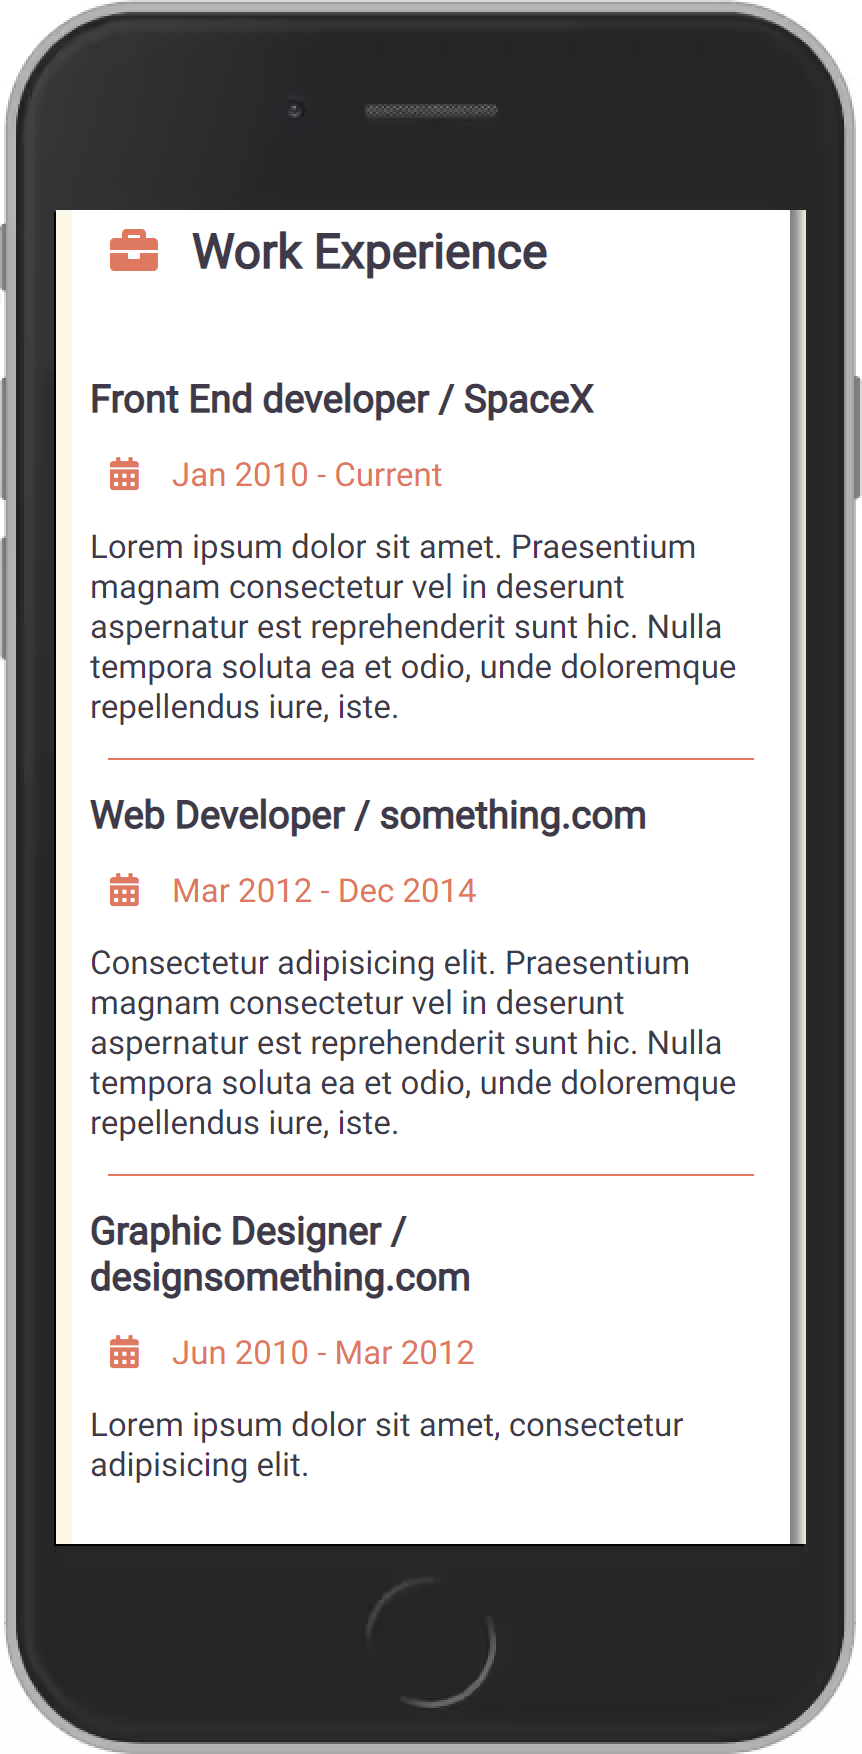 Work Experience
Front End developer / SpaceX
Jan 2010 - Current
Lorem ipsum dolor sit amet. Praesentium
magnam consectetur vel in deserunt
aspernatur est reprehenderit sunt hic. Nulla
tempora soluta ea et odio, unde doloremque
repellendus iure, iste.
Web Developer / something.com
Mar 2012 - Dec 2014
Consectetur adipisicing elit. Praesentium
magnam consectetur vel in deserunt
aspernatur est reprehenderit sunt hic. Nulla
tempora soluta ea et odio, unde doloremque
repellendus iure, iste.
Graphic Designer /
designsomething.com
Jun 2010 - Mar 2012
Lorem ipsum dolor sit amet, consectetur
adipisicing elit.